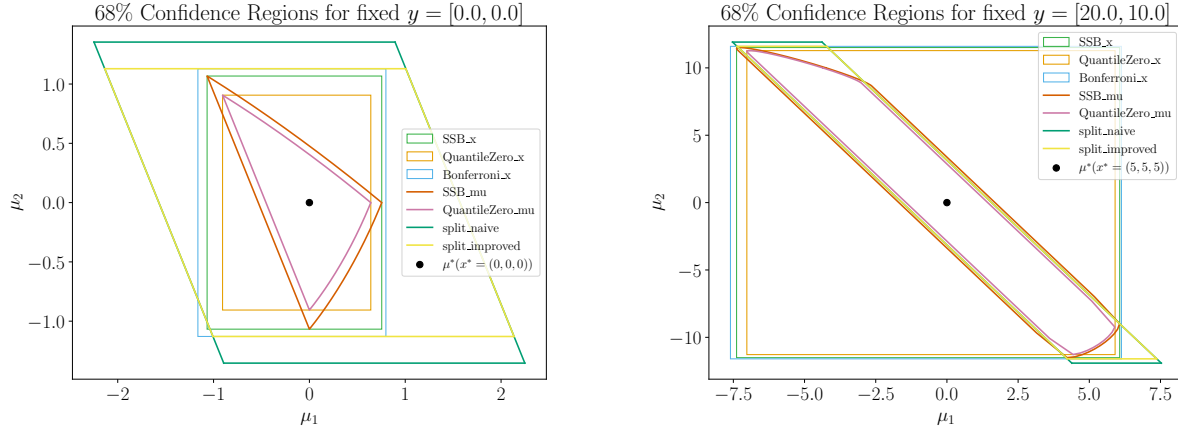 68% Confidence Regions for fixed y = [0.0, 0.0]
1.0
0.5
0.0
−0.5
−1.0
μ2
−2
−1
0
1
2
μ1
SSB_x
QuantileZero_x
Bonferroni_x
SSB_mu
QuantileZero_mu
split_naive
split_improved
μ*(x* = (0, 0, 0))
68% Confidence Regions for fixed y = [20.0, 10.0]
10
5
0
−5
−10
μ2
−7.5
−5.0
−2.5
0.0
2.5
5.0
7.5
μ1
SSB_x
QuantileZero_x
Bonferroni_x
SSB_mu
QuantileZero_mu
split_naive
split_improved
μ*(x* = (5, 5, 5))